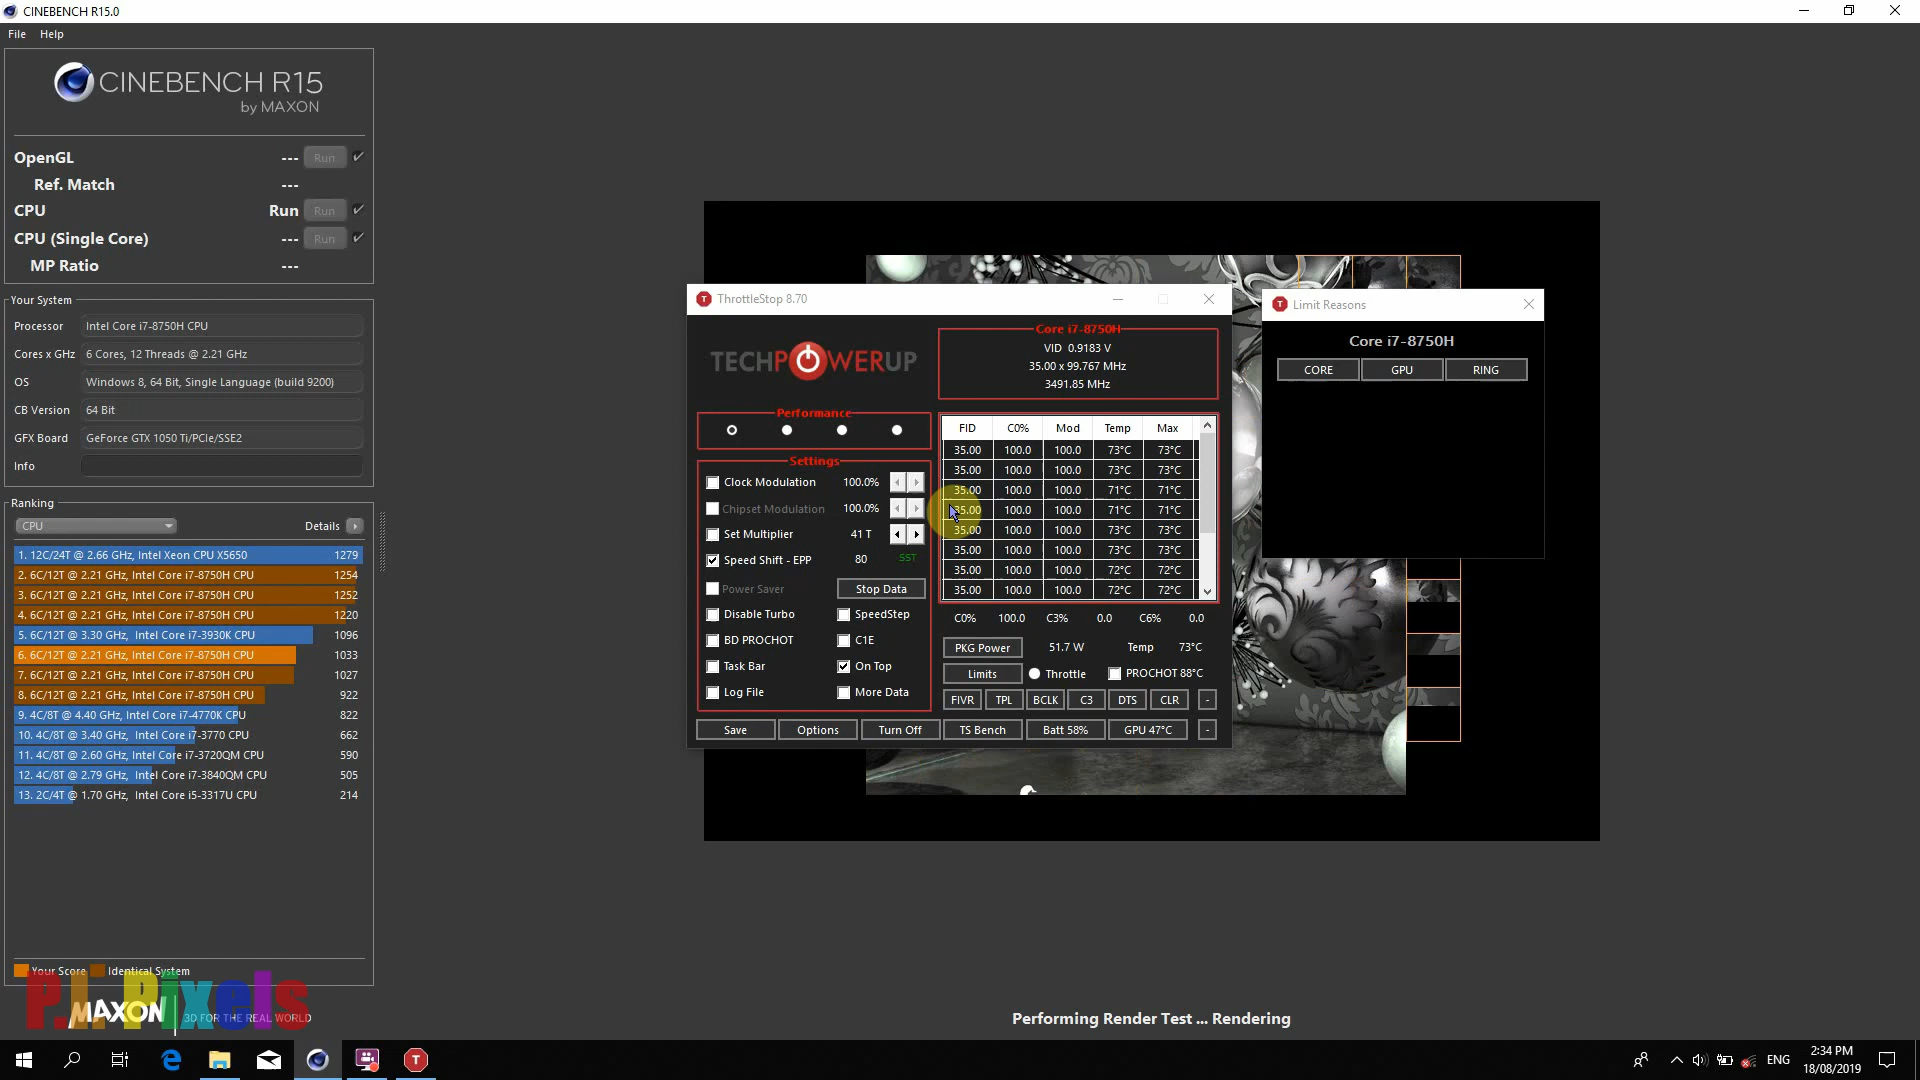 CINEBENCH R15.0
File Help
CINEBENCH R15
by MAXON
OpenGL --- Run
Ref. Match ---
CPU Run Run
CPU (Single Core) --- Run
MP Ratio ---
Your System
Processor Intel Core i7-8750H CPU
Cores x GHz 6 Cores, 12 Threads @ 2.21 GHz
OS Windows 8, 64 Bit, Single Language (build 9200)
CB Version 64 Bit
GFX Board GeForce GTX 1050 Ti/PCIe/SSE2
Info
Ranking
CPU Details
1. 12C/24T @ 2.66 GHz, Intel Xeon CPU X5650 1279
2. 6C/12T @ 2.21 GHz, Intel Core i7-8750H CPU 1254
3. 6C/12T @ 2.21 GHz, Intel Core i7-8750H CPU 1252
4. 6C/12T @ 2.21 GHz, Intel Core i7-8750H CPU 1220
5. 6C/12T @ 3.30 GHz, Intel Core i7-3930K CPU 1096
6. 6C/12T @ 2.21 GHz, Intel Core i7-8750H CPU 1033
7. 6C/12T @ 2.21 GHz, Intel Core i7-8750H CPU 1027
8. 6C/12T @ 2.21 GHz, Intel Core i7-8750H CPU 922
9. 4C/8T @ 4.40 GHz, Intel Core i7-4770K CPU 822
10. 4C/8T @ 3.40 GHz, Intel Core i7-3770 CPU 662
11. 4C/8T @ 2.60 GHz, Intel Core i7-3720QM CPU 590
12. 4C/8T @ 2.79 GHz, Intel Core i7-3840QM CPU 505
13. 2C/4T @ 1.70 GHz, Intel Core i5-3317U CPU 214
Your Score Identical System
P.I. Pixels
MAXON 3D FOR THE REAL WORLD
ThrottleStop 8.70
TECHPOWERUP
Core i7-8750H
VID 0.9183 V
35.00 x 99.767 MHz
3491.85 MHz
Performance
Settings
Clock Modulation 100.0%
Chipset Modulation 100.0%
Set Multiplier 41 T
Speed Shift - EPP 80 SST
Power Saver Stop Data
Disable Turbo SpeedStep
BD PROCHOT C1E
Task Bar On Top
Log File More Data
FID C0% Mod Temp Max
35.00 100.0 100.0 73°C 73°C
35.00 100.0 100.0 73°C 73°C
35.00 100.0 100.0 71°C 71°C
35.00 100.0 100.0 71°C 71°C
35.00 100.0 100.0 73°C 73°C
35.00 100.0 100.0 73°C 73°C
35.00 100.0 100.0 72°C 72°C
35.00 100.0 100.0 72°C 72°C
C0% 100.0 C3% 0.0 C6% 0.0
PKG Power 51.7 W Temp 73°C
Limits Throttle PROCHOT 88°C
FIVR TPL BCLK C3 DTS CLR -
Save Options Turn Off TS Bench Batt 58% GPU 47°C -
Limit Reasons
Core i7-8750H
CORE GPU RING
Performing Render Test ... Rendering
ENG
2:34 PM
18/08/2019